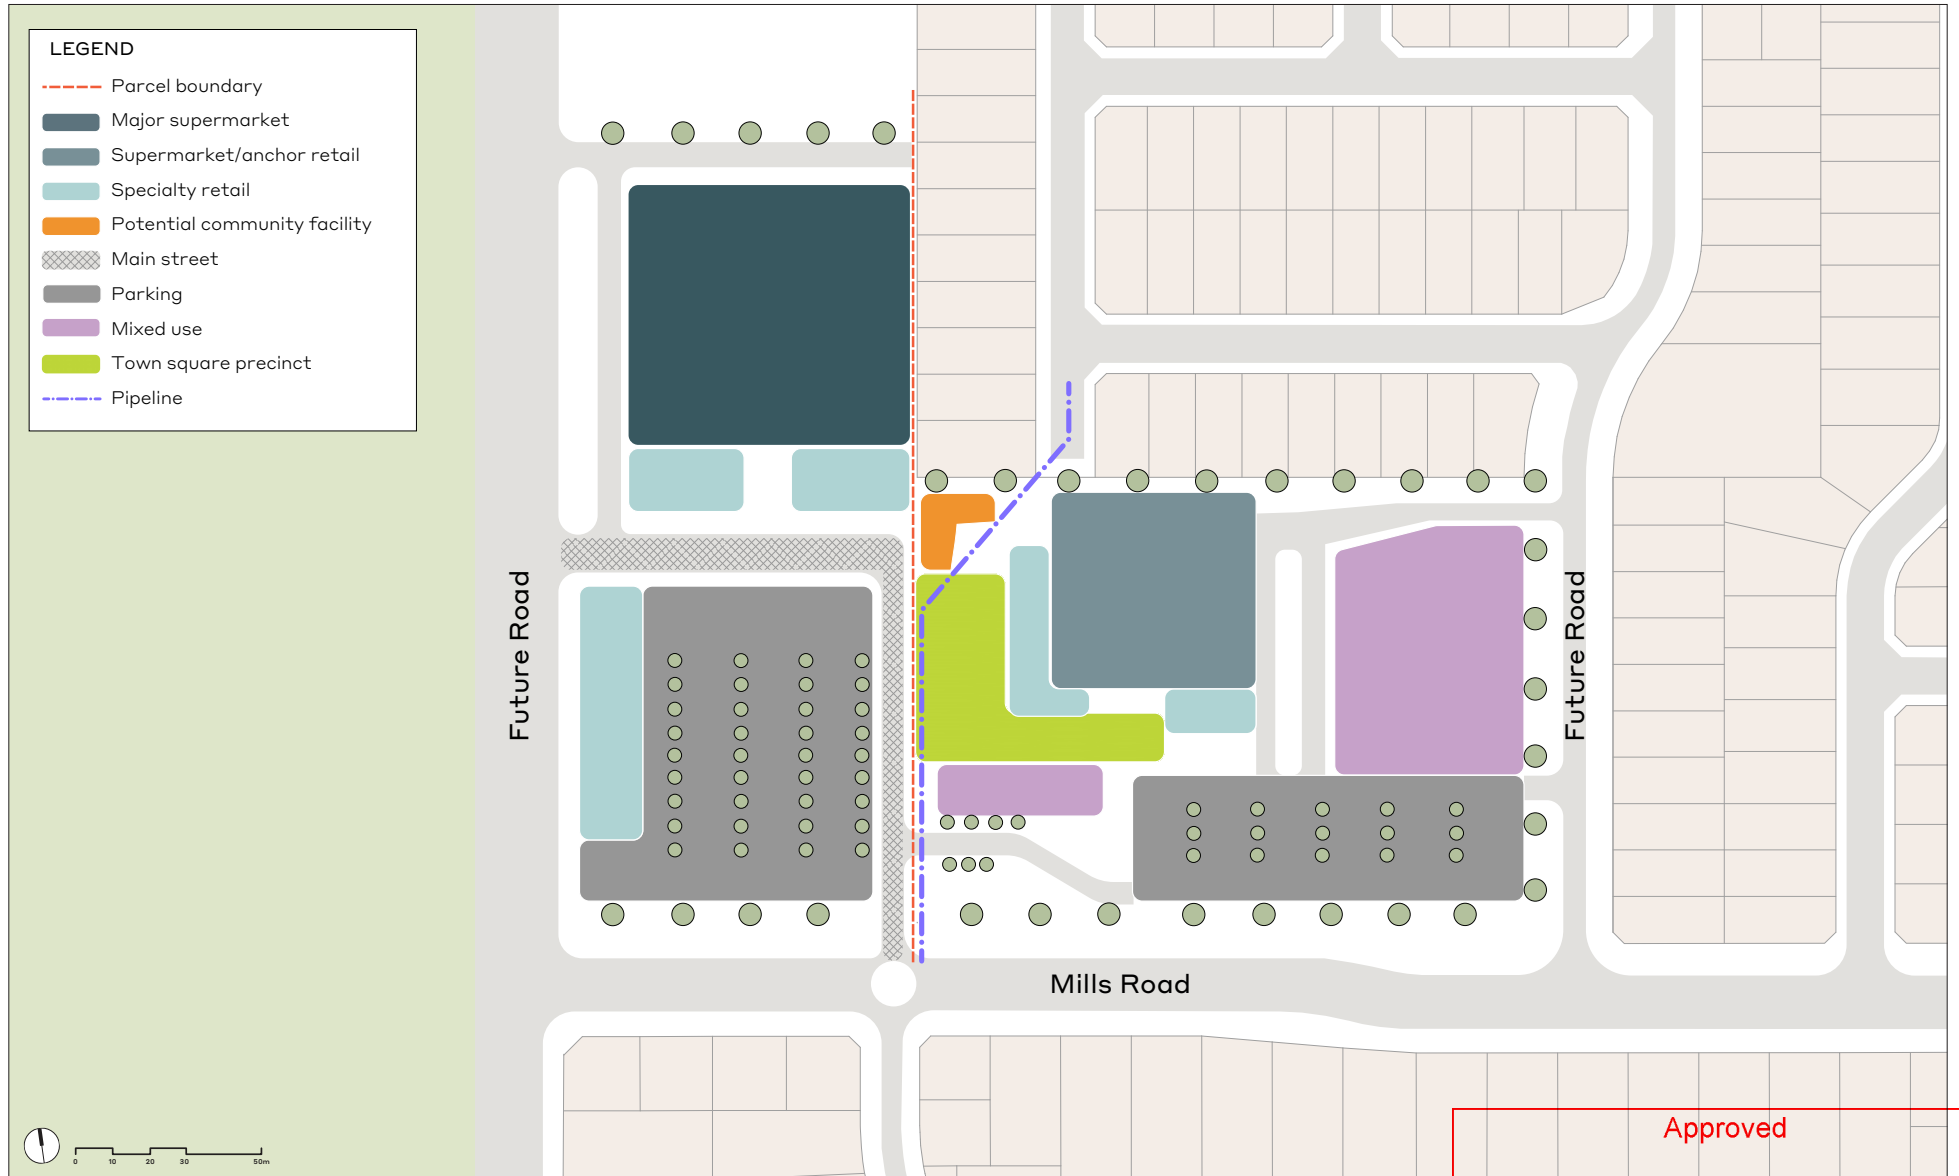 LEGEND
Parcel boundary
Major supermarket
Supermarket/anchor retail
Specialty retail
Potential community facility
Main street
Parking
Mixed use
Town square precinct
Pipeline
Future Road
Future Road
Mills Road
0 10 20 30 50m
Approved